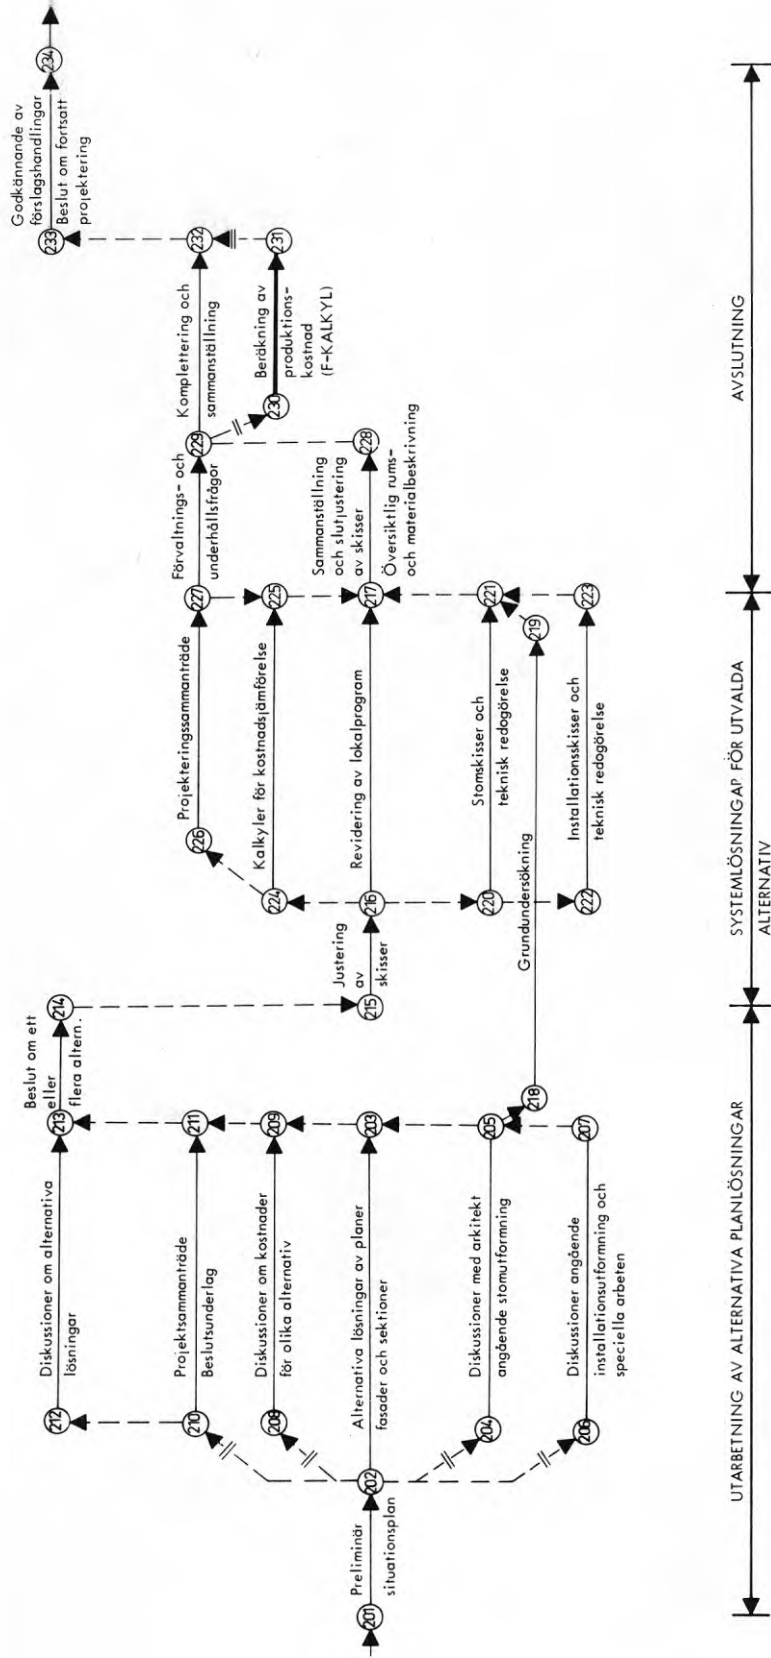 Godkännande av
förslagshandlingar
Beslut om fortsatt
projektering
233
234
Beslut om ett
eller
flera altern.
213
214
Diskussioner om alternativa
lösningar
212
Förvaltnings- och
underhållsfrågor
Komplettering och
sammanställning
227
229
232
Projekteringssammanträde
226
Projektsammanträde
Beslutsunderlag
210
211
Beräkning av
produktions-
kostnad
(F-KALKYL)
230
231
Kalkyler för kostnadsjämförelse
224
225
Diskussioner om kostnader
för olika alternativ
208
209
Sammanställning
och slutjustering
av skisser
Översiktlig rums-
och materialbeskrivning
217
228
Revidering av lokalprogram
Justering
av
skisser
215
216
Alternativa lösningar av planer
fasader och sektioner
202
203
Preliminär
situationsplan
201
Stomskisser och
teknisk redogörelse
220
221
Diskussioner med arkitekt
angående stomutformning
204
205
Grundundersökning
218
219
Installationsskisser och
teknisk redogörelse
222
223
Diskussioner angående
installationsutformning och
speciella arbeten
206
207
UTARBETNING AV ALTERNATIVA PLANLÖSNINGAR
SYSTEMLÖSNINGAP FÖR UTVALDA
ALTERNATIV
AVSLUTNING